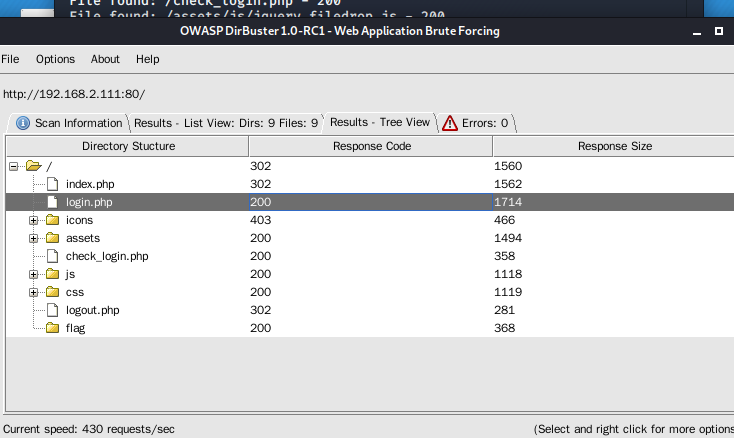 File found: /check_login.php - 200
File found: /assets/js/jquery.filedrop.js - 200
OWASP DirBuster 1.0-RC1 - Web Application Brute Forcing
File Options About Help
http://192.168.2.111:80/
Scan Information Results - List View: Dirs: 9 Files: 9 Results - Tree View Errors: 0
Directory Stucture Response Code Response Size
/ 302 1560
index.php 302 1562
login.php 200 1714
icons 403 466
assets 200 1494
check_login.php 200 358
js 200 1118
css 200 1119
logout.php 302 281
flag 200 368
Current speed: 430 requests/sec (Select and right click for more options